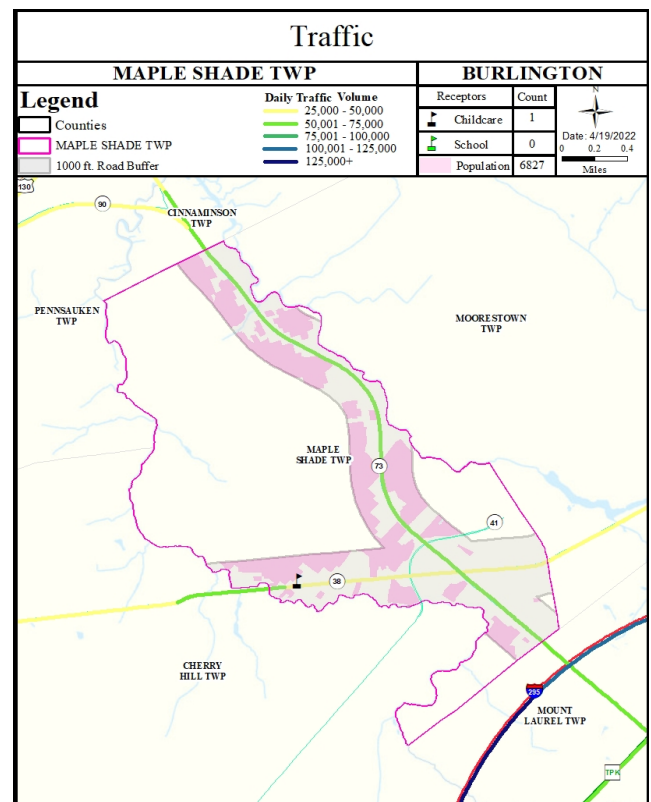 Traffic
MAPLE SHADE TWP
BURLINGTON
Legend
Counties
MAPLE SHADE TWP
1000 ft. Road Buffer
Daily Traffic Volume
25,000 - 50,000
50,001 - 75,000
75,001 - 100,000
100,001 - 125,000
125,000+
Receptors Count
Childcare 1
School 0
Population 6827
N
Date: 4/19/2022
0 0.2 0.4
Miles
130
90
CINNAMINSON
TWP
PENNSAUKEN
TWP
MOORESTOWN
TWP
MAPLE
SHADE TWP
73
41
38
CHERRY
HILL TWP
295
MOUNT
LAUREL TWP
TPK